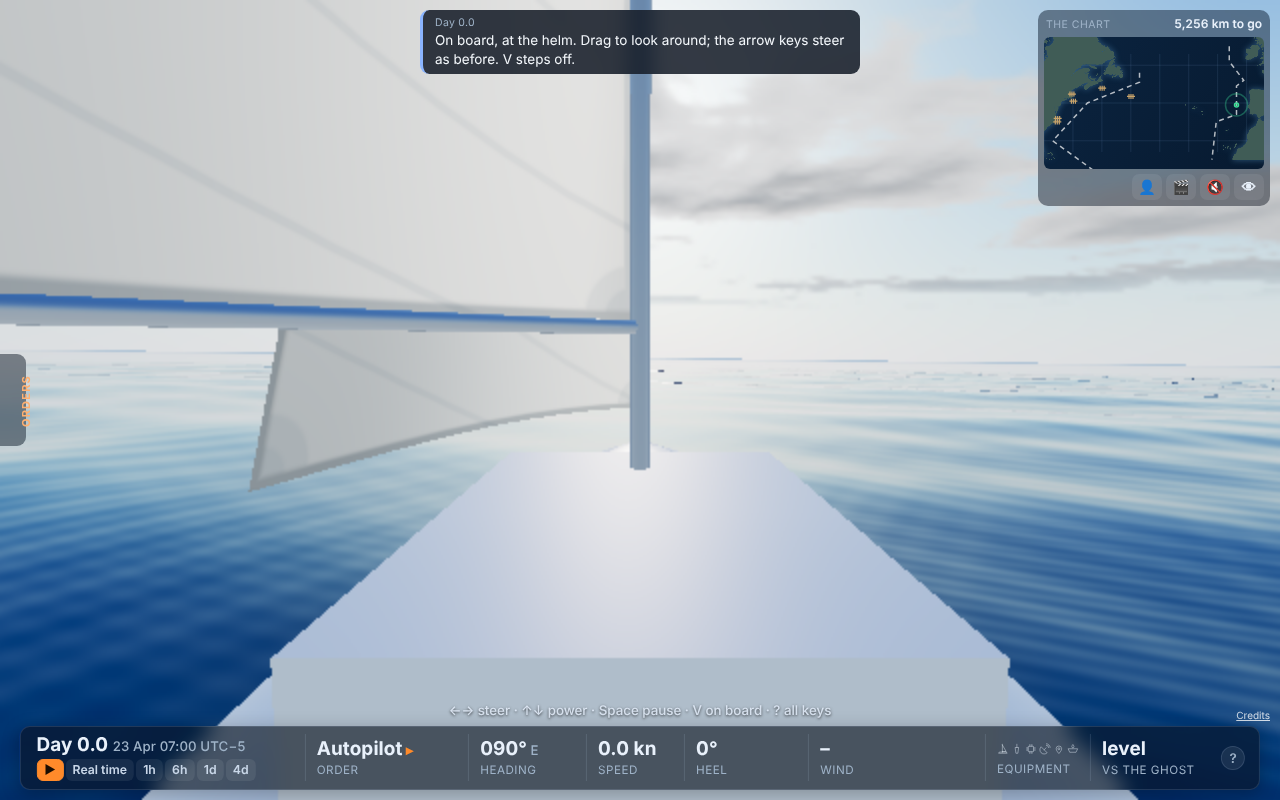 Day 0.0
On board, at the helm. Drag to look around; the arrow keys steer
as before. V steps off.
THE CHART
5,256 km to go
ORDERS
←→ steer · ↑↓ power · Space pause · V on board · ? all keys
Credits
Day 0.0 23 Apr 07:00 UTC−5
Real time 1h 6h 1d 4d
Autopilot ▸
ORDER
090° E
HEADING
0.0 kn
SPEED
0°
HEEL
–
WIND
EQUIPMENT
level
VS THE GHOST
?